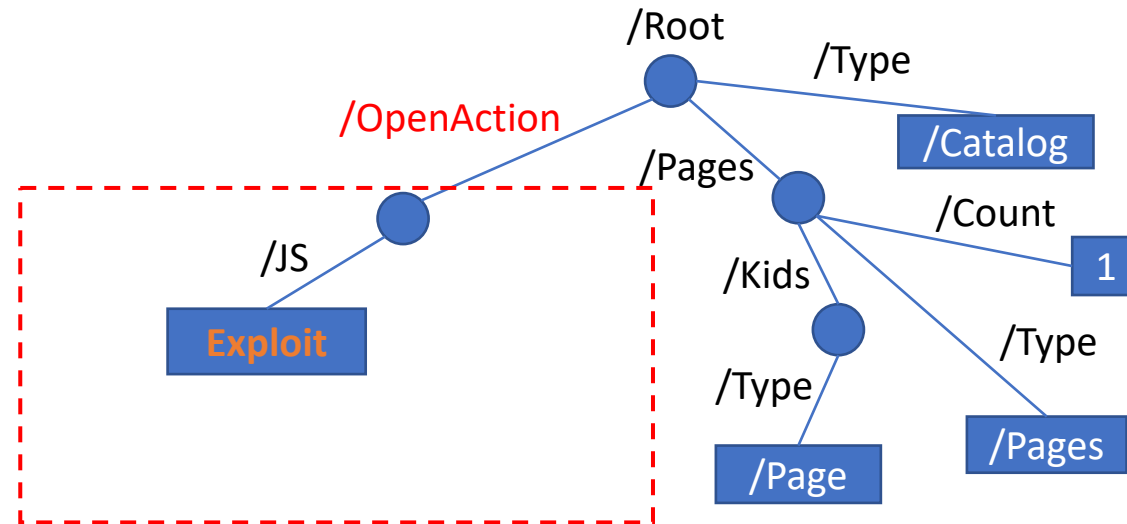 /Root
/Type
/OpenAction
/Catalog
/Pages
/Count
/JS
1
/Kids
Exploit
/Type
/Type
/Pages
/Page